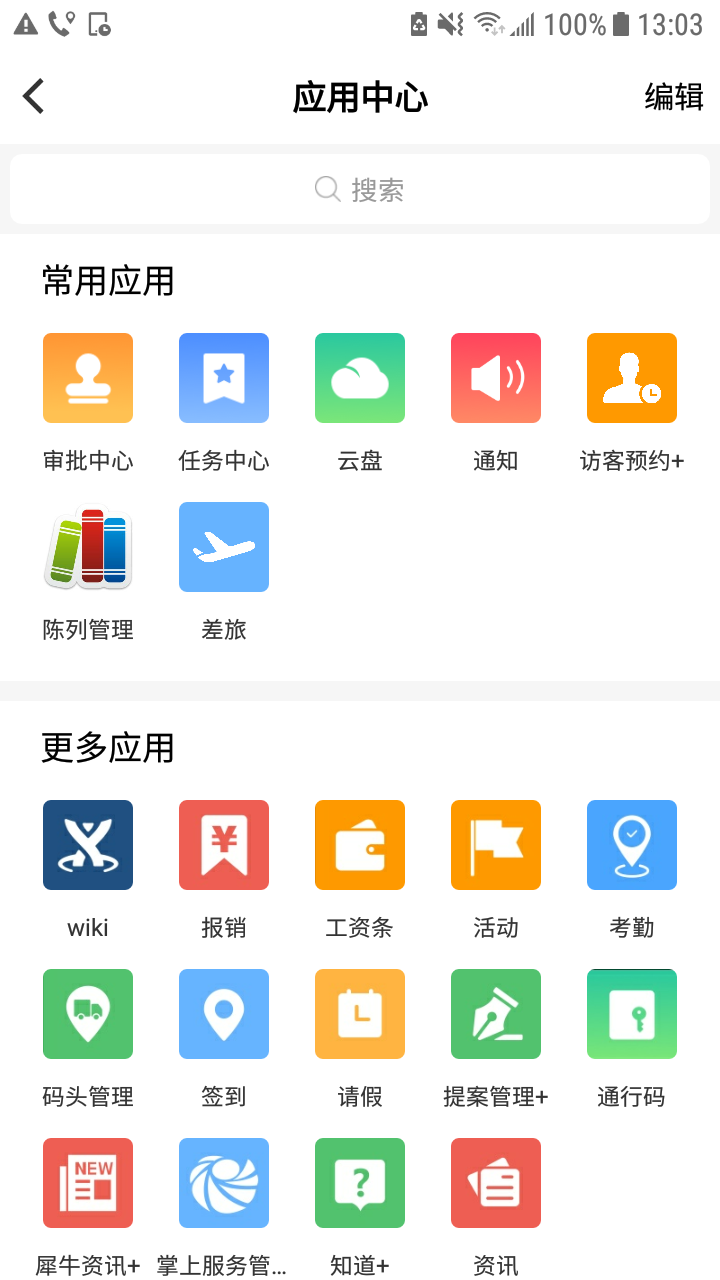 100% 13:03
应用中心 编辑
搜索
常用应用
审批中心 任务中心 云盘 通知 访客预约+
陈列管理 差旅
更多应用
¥
wiki 报销 工资条 活动 考勤
码头管理 签到 请假 提案管理+ 通行码
NEW ?
犀牛资讯+ 掌上服务管... 知道+ 资讯